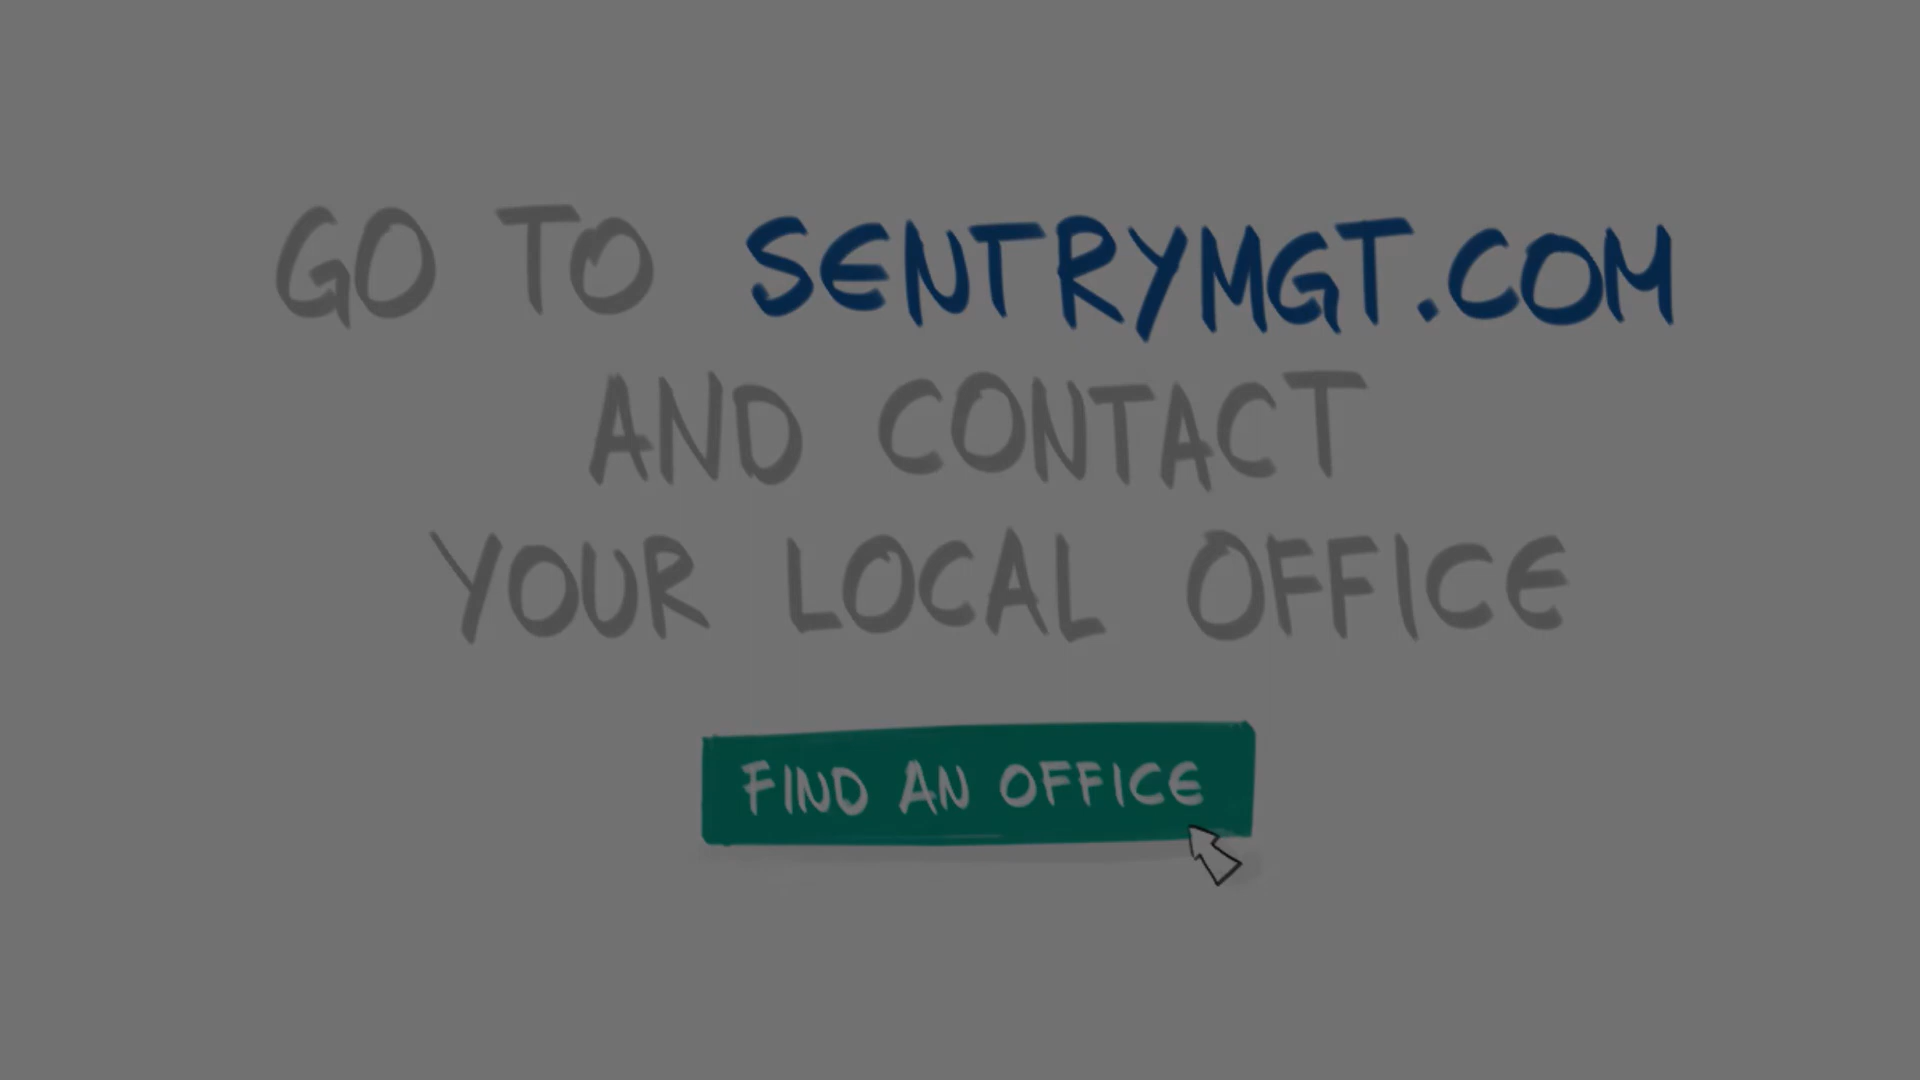 GO TO SENTRYMGT.COM
AND CONTACT
YOUR LOCAL OFFICE
FIND AN OFFICE